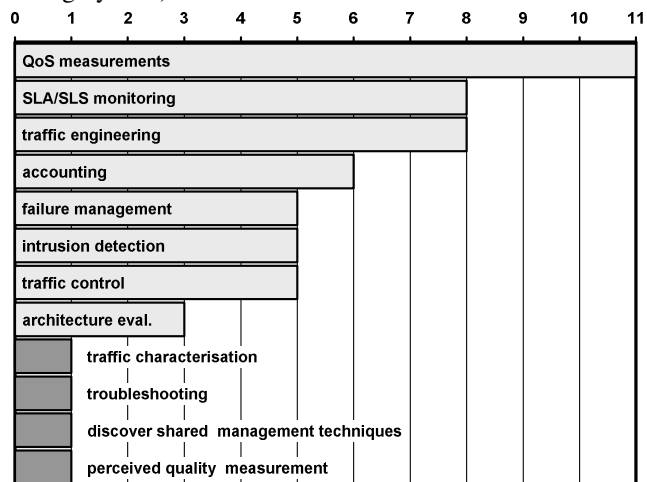 0 1 2 3 4 5 6 7 8 9 10 11
QoS measurements
SLA/SLS monitoring
traffic engineering
accounting
failure management
intrusion detection
traffic control
architecture eval.
traffic characterisation
troubleshooting
discover shared management techniques
perceived quality measurement